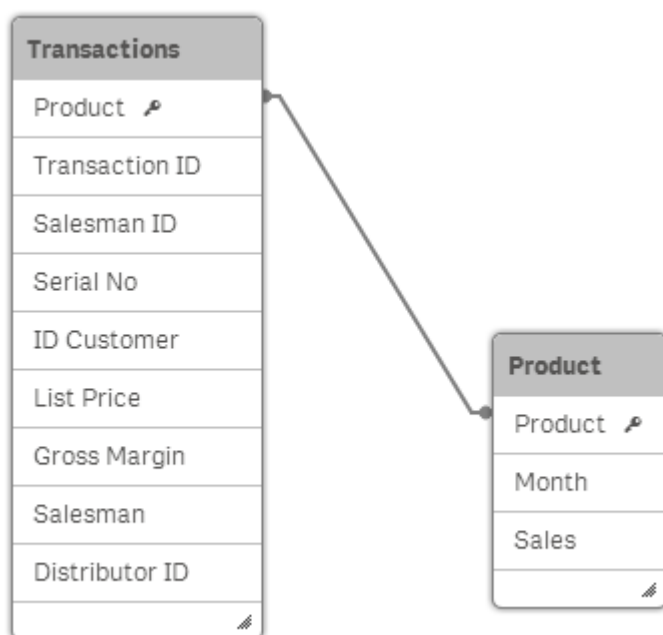 Transactions
Product
Transaction ID
Salesman ID
Serial No
ID Customer
List Price
Gross Margin
Salesman
Distributor ID
Product
Product
Month
Sales